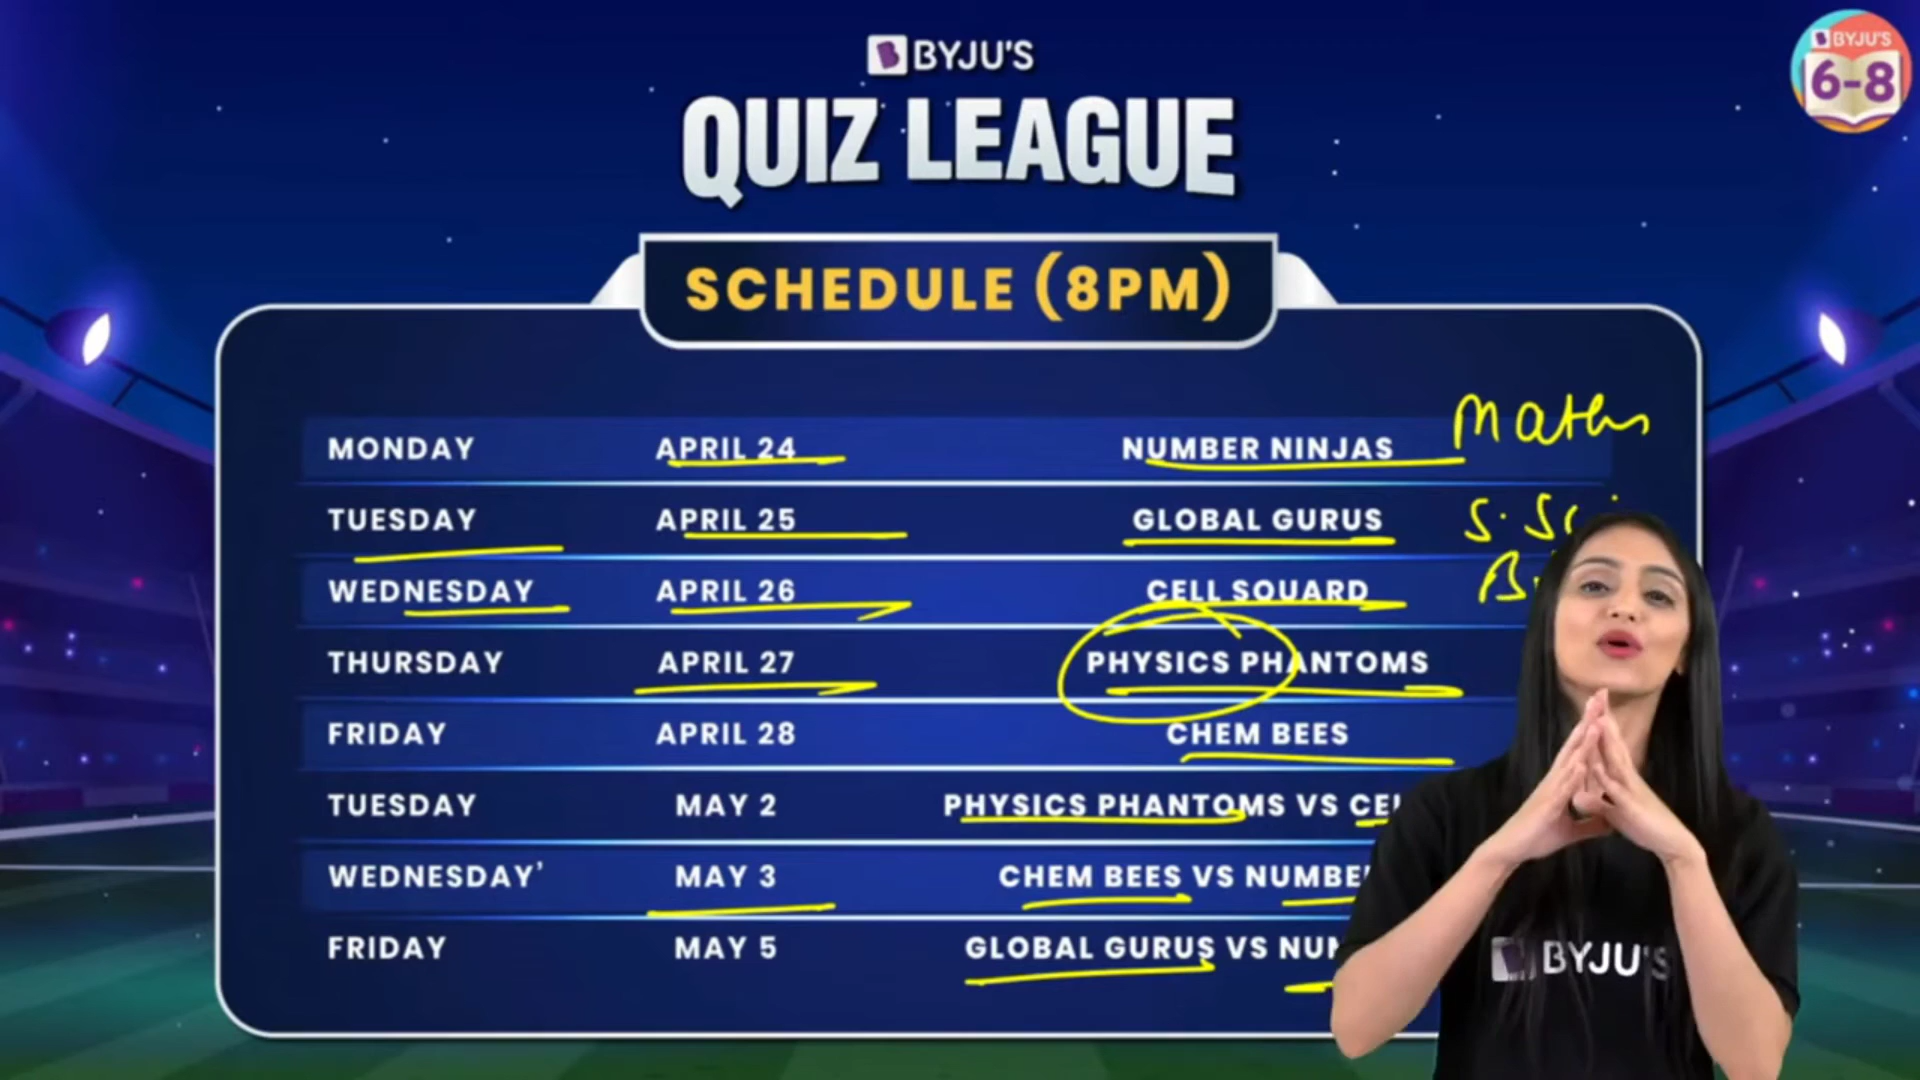 BYJU'S
BYJU'S
6-8
QUIZ LEAGUE
SCHEDULE (8PM)
MONDAY APRIL 24 NUMBER NINJAS Maths
TUESDAY APRIL 25 GLOBAL GURUS S. Sci
WEDNESDAY APRIL 26 CELL SQUARD
THURSDAY APRIL 27 PHYSICS PHANTOMS
FRIDAY APRIL 28 CHEM BEES
TUESDAY MAY 2 PHYSICS PHANTOMS VS
WEDNESDAY' MAY 3 CHEM BEES VS
FRIDAY MAY 5 GLOBAL GURUS VS
BYJU'S